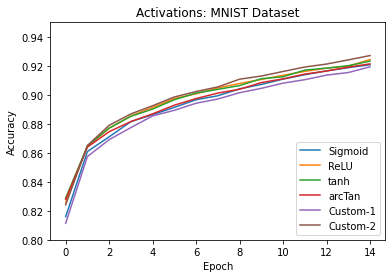 Activations: MNIST Dataset
Accuracy
0.94
0.92
0.90
0.88
0.86
0.84
0.82
0.80
Sigmoid
ReLU
tanh
arcTan
Custom-1
Custom-2
0 2 4 6 8 10 12 14
Epoch